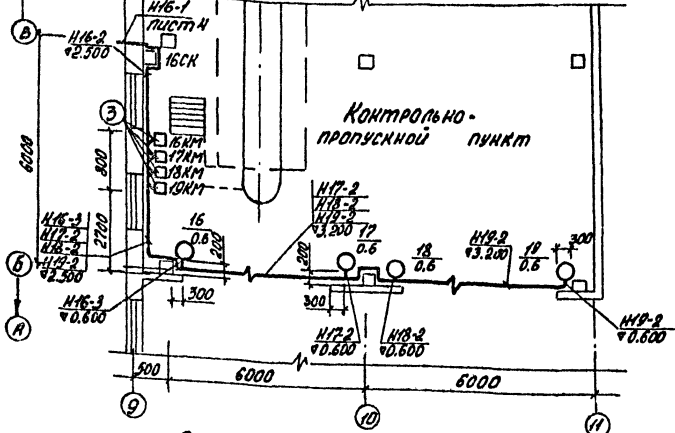 Н16-1
лист 4
В
Н16-2
2.500
16СК
3
16КМ
17КМ
18КМ
19КМ
Контрольно-
пропускной пункт
6000
800
2700
Н16-3
Н17-2
Н18-2
Н19-2
2.500
16
0.6
200
Н17-2
Н18-2
Н19-2
3.200
17
0.6
200
18
0.6
Н19-2
3.200
19
0.6
300
Б
А
Н16-3
0.600
300
300
Н17-2
0.600
Н18-2
0.600
Н19-2
0.600
500
6000
6000
9
10
11